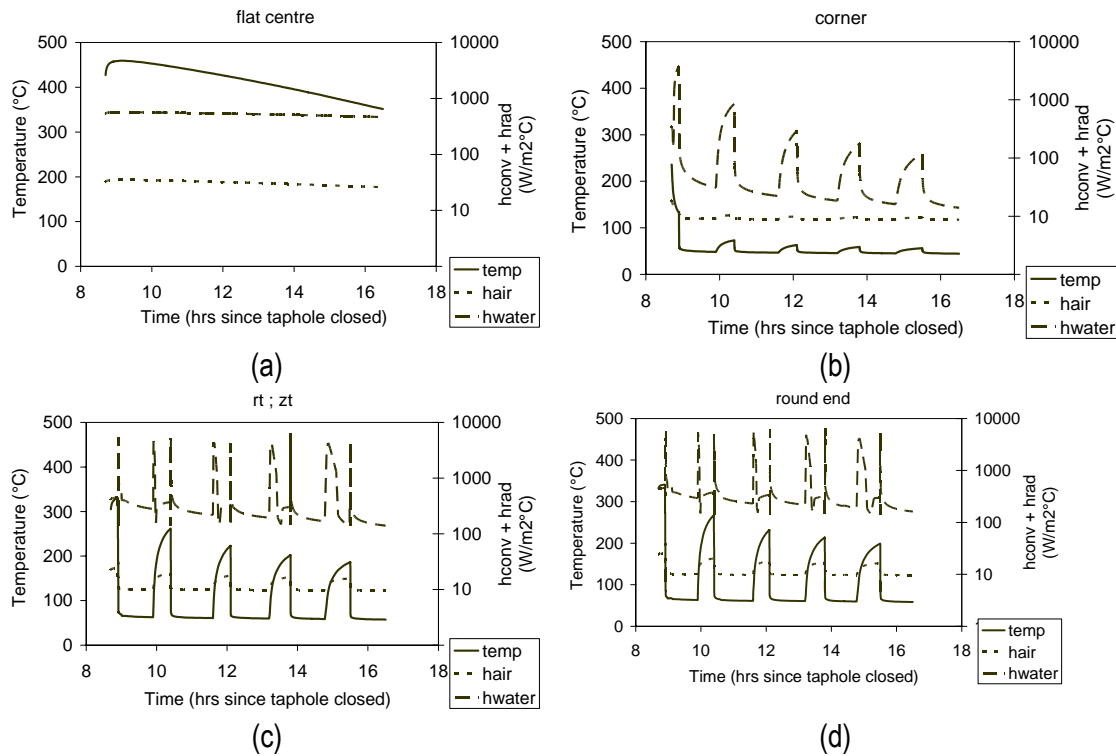 flat centre
500
400
300
200
100
0
Temperature (°C)
10000
1000
100
10
hconv + hrad
(W/m2°C)
8
10
12
14
16
18
Time (hrs since taphole closed)
temp
hair
hwater
(a)
corner
500
400
300
200
100
0
Temperature (°C)
10000
1000
100
10
hconv + hrad
(W/m2°C)
8
10
12
14
16
18
Time (hrs since taphole closed)
temp
hair
hwater
(b)
rt ; zt
500
400
300
200
100
0
Temperature (°C)
10000
1000
100
10
hconv + hrad
(W/m2°C)
8
10
12
14
16
18
Time (hrs since taphole closed)
temp
hair
hwater
(c)
round end
500
400
300
200
100
0
Temperature (°C)
10000
1000
100
10
hconv + hrad
(W/m2°C)
8
10
12
14
16
18
Time (hrs since taphole closed)
temp
hair
hwater
(d)